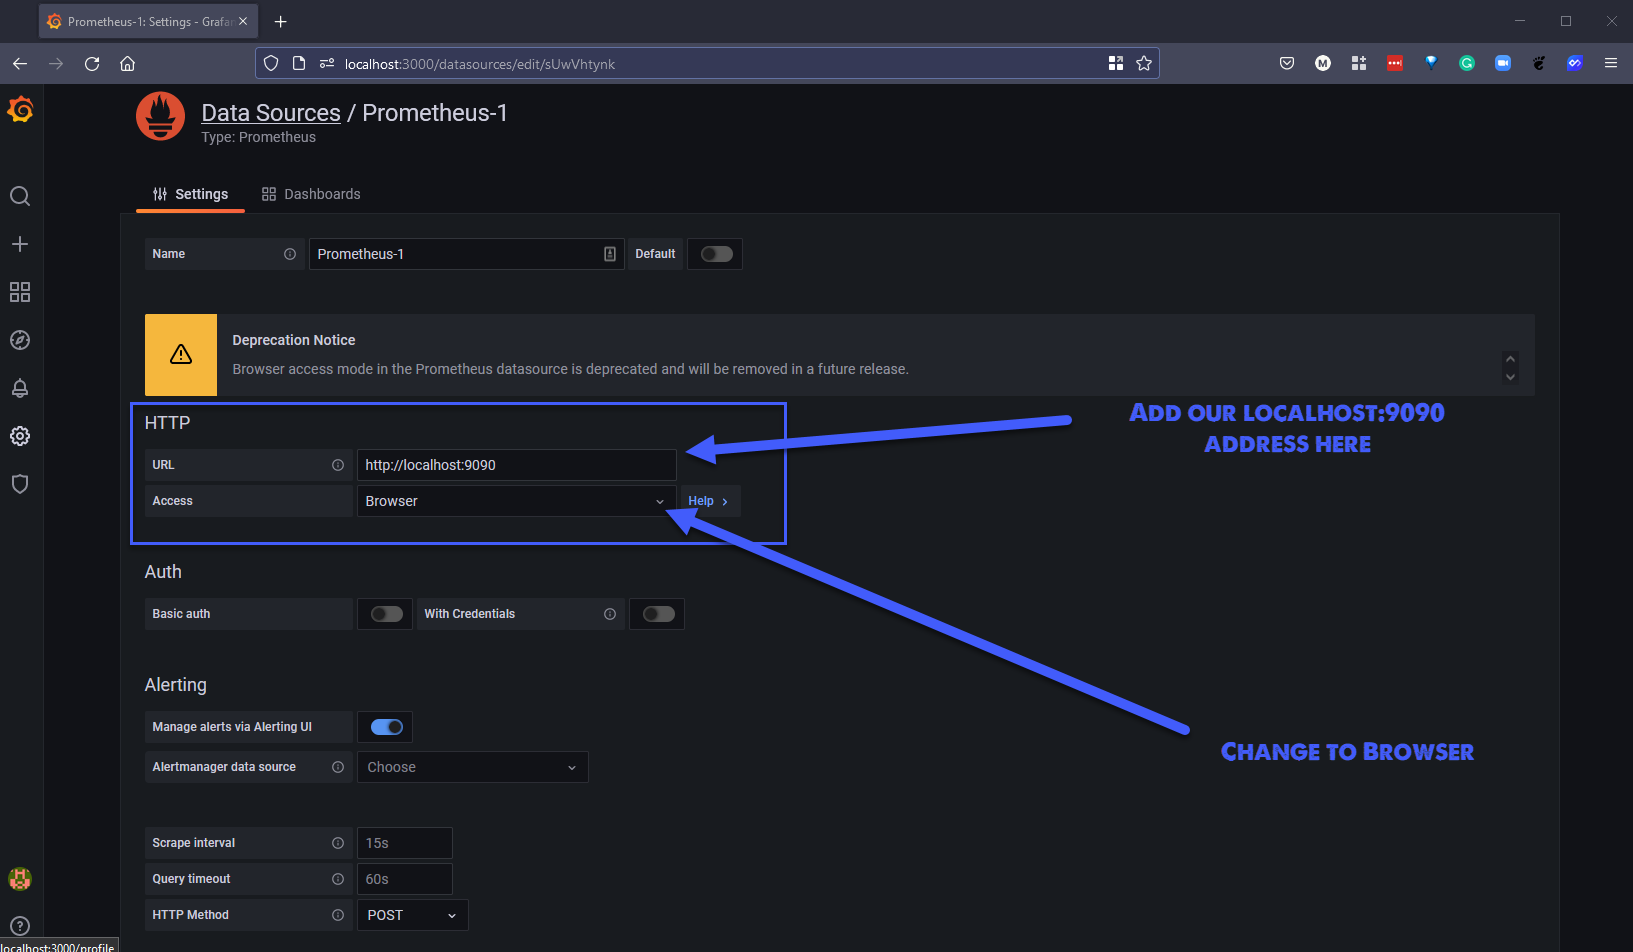 Prometheus-1: Settings - Grafan
localhost:3000/datasources/edit/sUwVhtynk
Data Sources / Prometheus-1
Type: Prometheus
Settings
Dashboards
Name
Prometheus-1
Default
Deprecation Notice
Browser access mode in the Prometheus datasource is deprecated and will be removed in a future release.
ADD OUR LOCALHOST:9090
ADDRESS HERE
HTTP
URL
http://localhost:9090
Access
Browser
Help
Auth
Basic auth
With Credentials
Alerting
Manage alerts via Alerting UI
CHANGE TO BROWSER
Alertmanager data source
Choose
Scrape interval
15s
Query timeout
60s
HTTP Method
POST
localhost:3000/profile